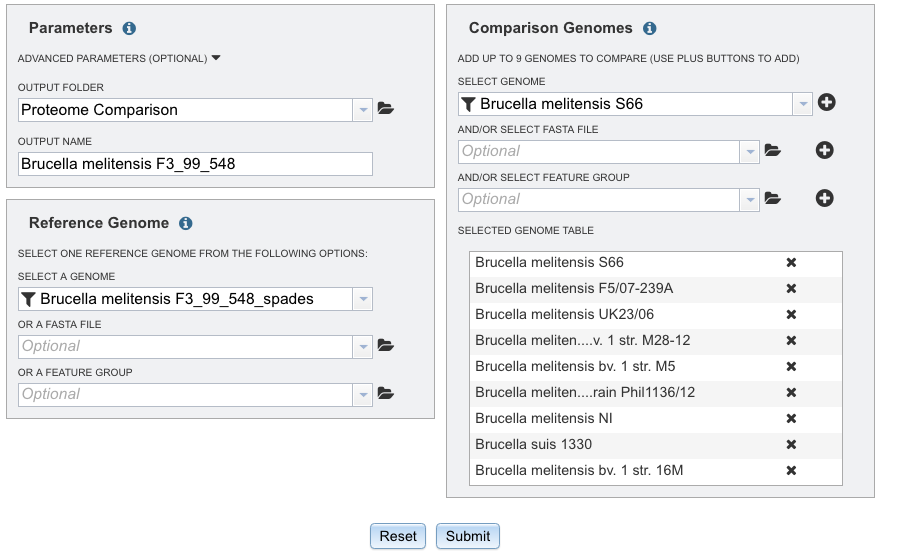 Parameters
ADVANCED PARAMETERS (OPTIONAL)
OUTPUT FOLDER
Proteome Comparison
OUTPUT NAME
Brucella melitensis F3_99_548
Reference Genome
SELECT ONE REFERENCE GENOME FROM THE FOLLOWING OPTIONS:
SELECT A GENOME
Brucella melitensis F3_99_548_spades
OR A FASTA FILE
Optional
OR A FEATURE GROUP
Optional
Comparison Genomes
ADD UP TO 9 GENOMES TO COMPARE (USE PLUS BUTTONS TO ADD)
SELECT GENOME
Brucella melitensis S66
AND/OR SELECT FASTA FILE
Optional
AND/OR SELECT FEATURE GROUP
Optional
SELECTED GENOME TABLE
Brucella melitensis S66
Brucella melitensis F5/07-239A
Brucella melitensis UK23/06
Brucella meliten....v. 1 str. M28-12
Brucella melitensis bv. 1 str. M5
Brucella meliten....rain Phil1136/12
Brucella melitensis NI
Brucella suis 1330
Brucella melitensis bv. 1 str. 16M
Reset
Submit